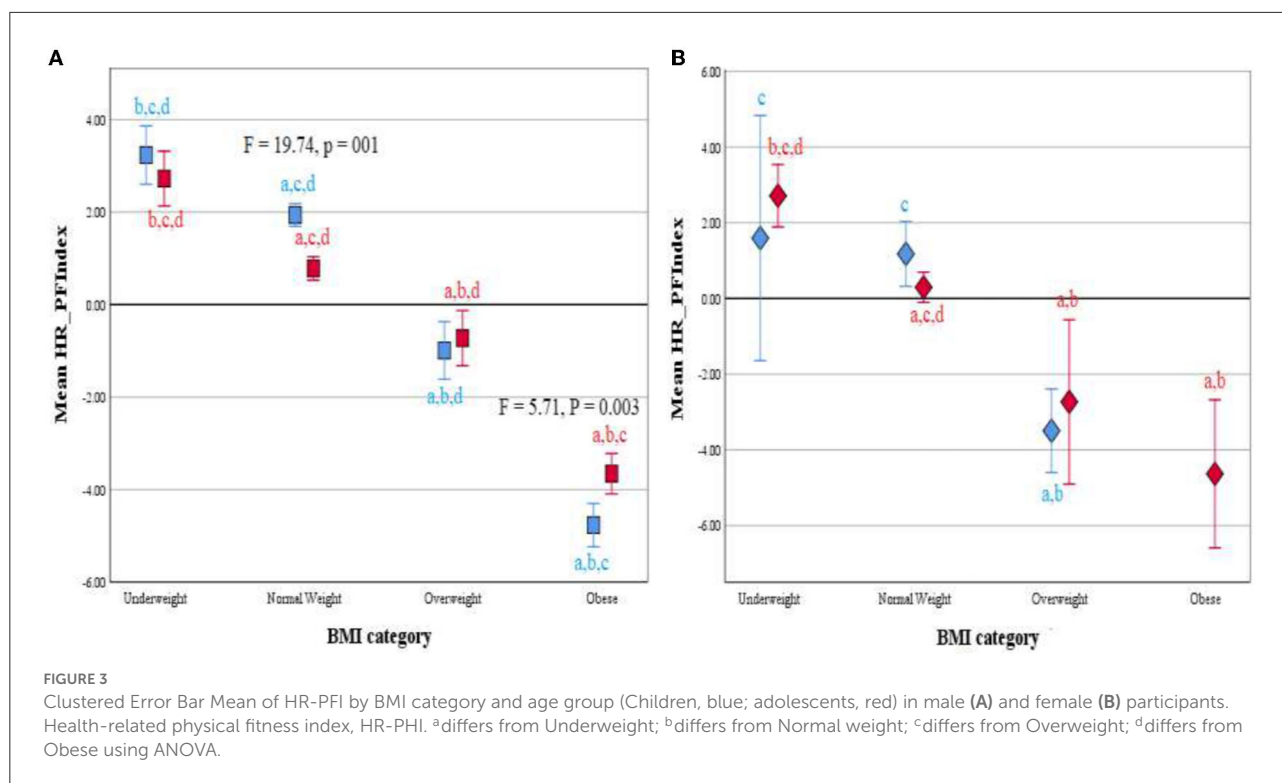 A
Mean HR_PFIndex
4.00
2.00
0.00
-2.00
-4.00
-6.00
b,c,d
b,c,d
F = 19.74, p = 001
a,c,d
a,c,d
a,b,d
a,b,d
F = 5.71, P = 0.003
a,b,c
a,b,c
Underweight
Normal Weight
Overweight
Obese
BMI category
B
Mean HR_PFIndex
6.00
4.00
2.00
0.00
-2.00
-4.00
-6.00
c
b,c,d
c
a,c,d
a,b
a,b
a,b
Underweight
Normal Weight
Overweight
Obese
BMI category
FIGURE 3
Clustered Error Bar Mean of HR-PFI by BMI category and age group (Children, blue; adolescents, red) in male (A) and female (B) participants.
Health-related physical fitness index, HR-PHI. ᵃdiffers from Underweight; ᵇdiffers from Normal weight; ᶜdiffers from Overweight; ᵈdiffers from
Obese using ANOVA.